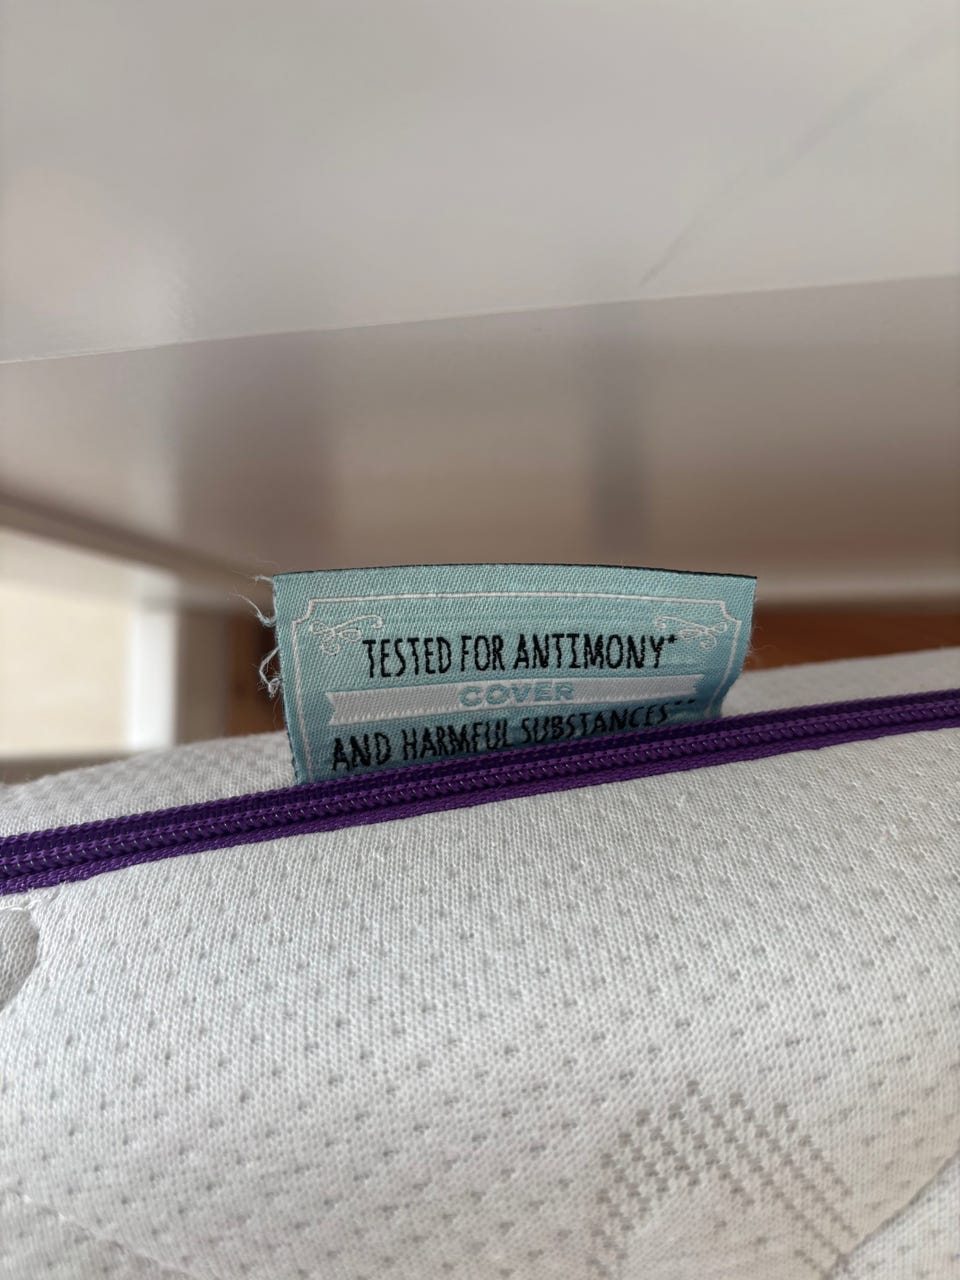 TESTED FOR ANTIMONY*
COVER
AND HARMFUL SUBSTANCES**